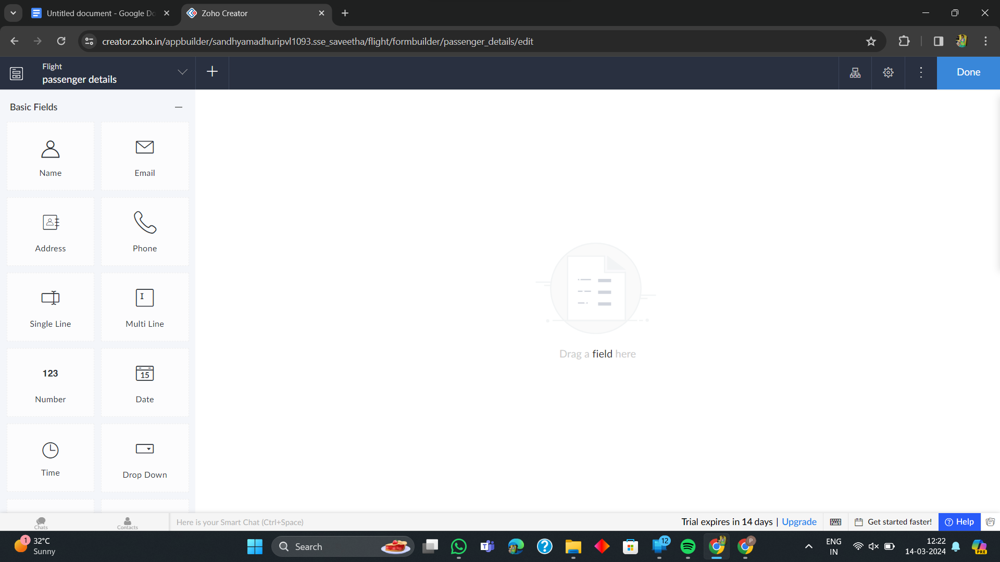 Untitled document - Google Do
Zoho Creator
creator.zoho.in/appbuilder/sandhyamadhuripvl1093.sse_saveetha/flight/formbuilder/passenger_details/edit
Flight
passenger details
Done
Basic Fields
Name
Email
Address
Phone
Single Line
Multi Line
123
Number
15
Date
Time
Drop Down
Drag a field here
Chats
Contacts
Here is your Smart Chat (Ctrl+Space)
Trial expires in 14 days | Upgrade
Get started faster!
? Help
1
32°C
Sunny
Search
T
?
12
P
ENG
IN
12:22
14-03-2024
PRE